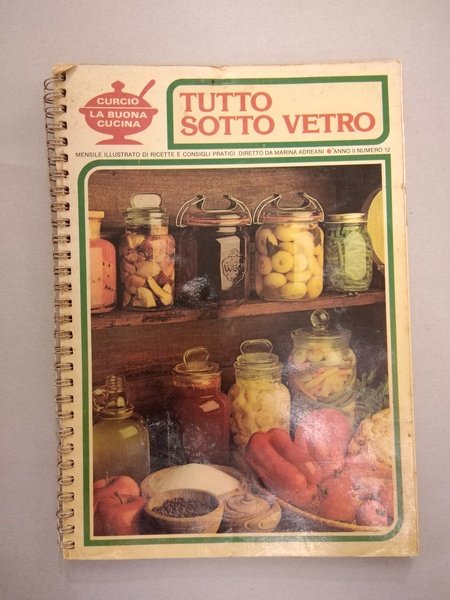 CURCIO
LA BUONA
CUCINA
TUTTO
SOTTO VETRO
MENSILE ILLUSTRATO DI RICETTE E CONSIGLI PRATICI DIRETTO DA MARINA ADREANI ● ANNO II NUMERO 12